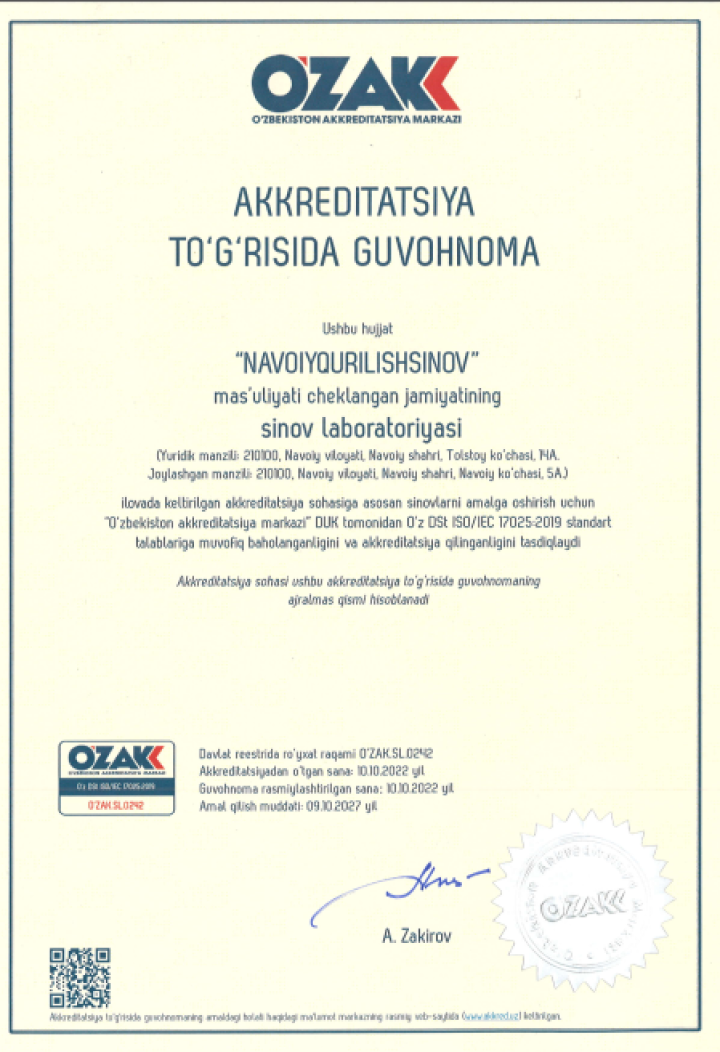 O'ZAKK
O'ZBEKISTON AKKREDITATSIYA MARKAZI
AKKREDITATSIYA
TO‘G‘RISIDA GUVOHNOMA
Ushbu hujjat
“NAVOIYQURILISHSINOV”
mas’uliyati cheklangan jamiyatining
sinov laboratoriyasi
(Yuridik manzili: 210100, Navoiy viloyati, Navoiy shahri, Tolstoy ko‘chasi, 14A.
Joylashgan manzili: 210100, Navoiy viloyati, Navoiy shahri, Navoiy ko‘chasi, 5A.)
ilovada keltirilgan akkreditatsiya sohasiga asosan sinovlarni amalga oshirish uchun
“O‘zbekiston akkreditatsiya markazi” DUK tomonidan O‘z DSt ISO/IEC 17025:2019 standart
talablariga muvofiq baholanganligini va akkreditatsiya qilinganligini tasdiqlaydi
Akkreditatsiya sohasi ushbu akkreditatsiya to‘g‘risida guvohnomaning
ajralmas qismi hisoblanadi
O'ZAKK
O'ZBEKISTON AKKREDITATSIYA MARKAZI
O'z DSt ISO/IEC 17025:2019
O'ZAK.SL.0242
Davlat reestrida ro‘yxat raqami O‘ZAK.SL.0242
Akkreditatsiyadan o‘tgan sana: 10.10.2022 yil
Guvohnoma rasmiylashtirilgan sana: 10.10.2022 yil
Amal qilish muddati: 09.10.2027 yil
O'ZAKK
A. Zakirov
Akkreditatsiya to‘g‘risida guvohnomaning amaldagi holati haqidagi ma’lumot markazning rasmiy veb-saytida (www.akkred.uz) keltirilgan.